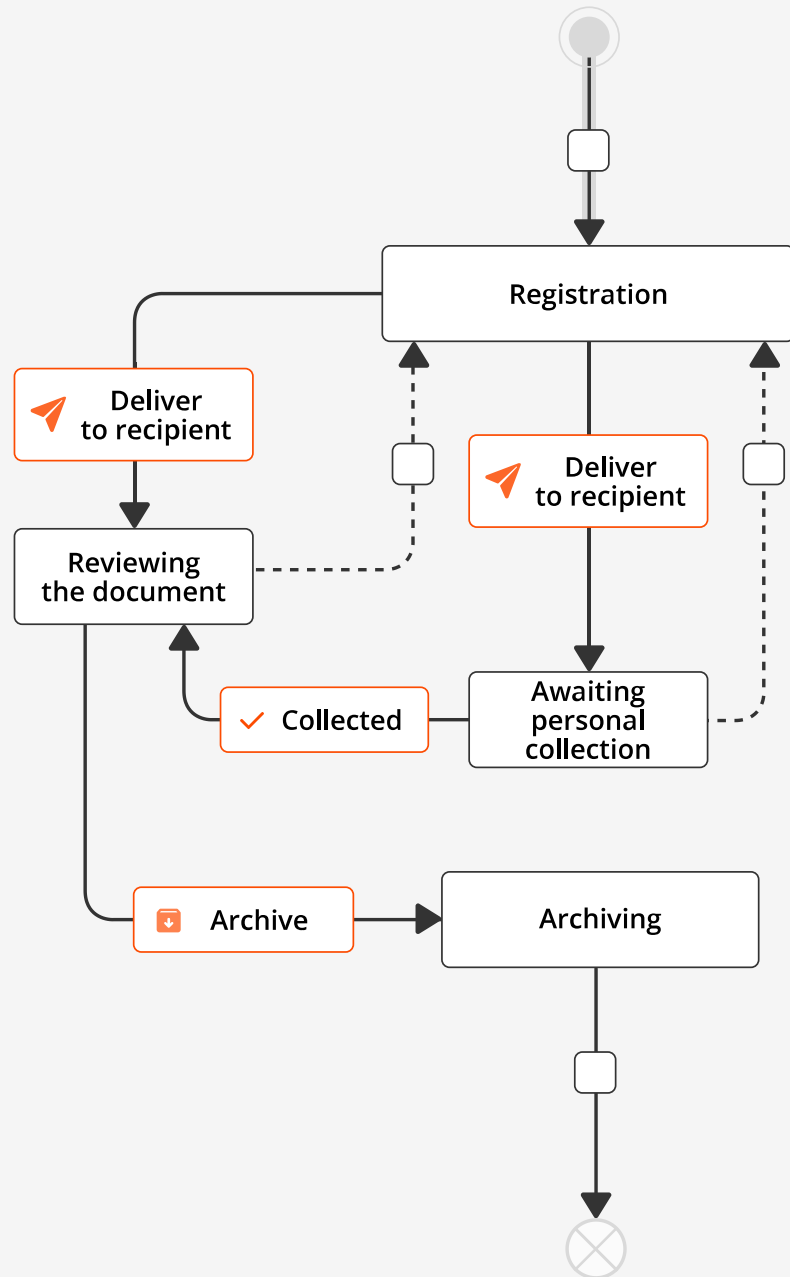 Registration
Deliver
to recipient
Deliver
to recipient
Reviewing
the document
Collected
Awaiting
personal
collection
Archive
Archiving